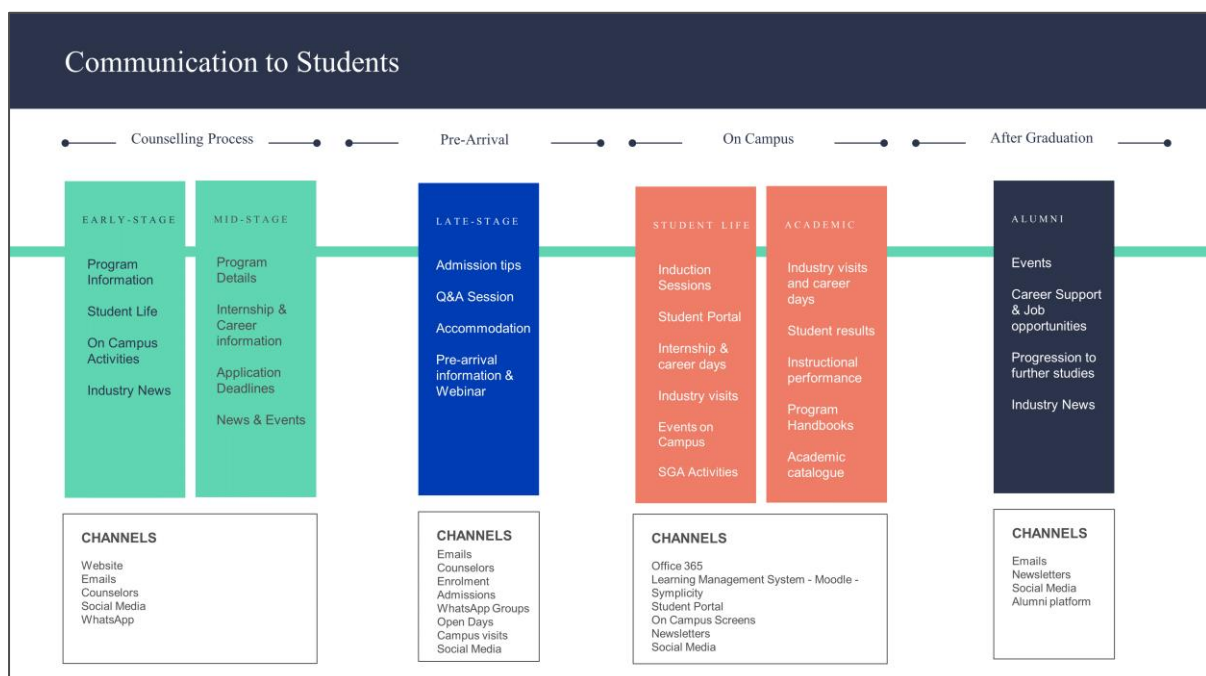 Communication to Students
Counselling Process
Pre-Arrival
On Campus
After Graduation
EARLY-STAGE
Program
Information
Student Life
On Campus
Activities
Industry News
MID-STAGE
Program
Details
Internship &
Career
information
Application
Deadlines
News & Events
LATE-STAGE
Admission tips
Q&A Session
Accommodation
Pre-arrival
information &
Webinar
STUDENT LIFE
Induction
Sessions
Student Portal
Internship &
career days
Industry visits
Events on
Campus
SGA Activities
ACADEMIC
Industry visits
and career
days
Student results
Instructional
performance
Program
Handbooks
Academic
catalogue
ALUMNI
Events
Career Support
& Job
opportunities
Progression to
further studies
Industry News
CHANNELS
Website
Emails
Counselors
Social Media
WhatsApp
CHANNELS
Emails
Counselors
Enrolment
Admissions
WhatsApp Groups
Open Days
Campus visits
Social Media
CHANNELS
Office 365
Learning Management System - Moodle -
Symplicity
Student Portal
On Campus Screens
Newsletters
Social Media
CHANNELS
Emails
Newsletters
Social Media
Alumni platform